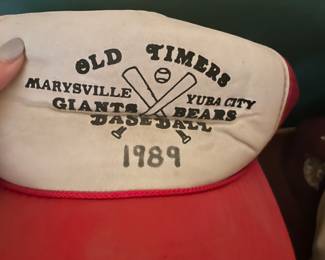 OLD TIMERS
MARYSVILLE YUBA CITY
GIANTS BEARS
BASEBALL
1989